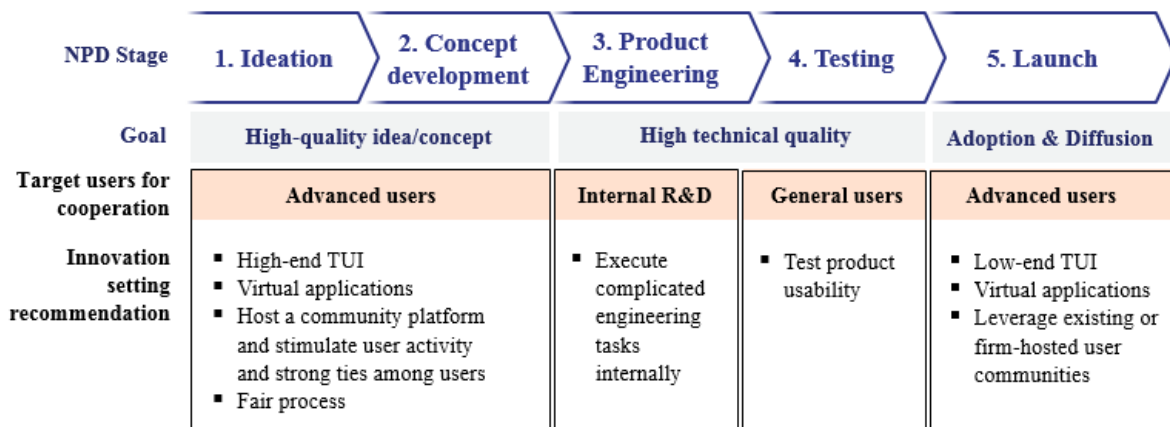 NPD Stage
1. Ideation
2. Concept
development
3. Product
Engineering
4. Testing
5. Launch
Goal
High-quality idea/concept
High technical quality
Adoption & Diffusion
Target users for
cooperation
Advanced users
Internal R&D
General users
Advanced users
Innovation
setting
recommendation
▪ High-end TUI
▪ Virtual applications
▪ Host a community platform
and stimulate user activity
and strong ties among users
▪ Fair process
▪ Execute
complicated
engineering
tasks
internally
▪ Test product
usability
▪ Low-end TUI
▪ Virtual applications
▪ Leverage existing or
firm-hosted user
communities